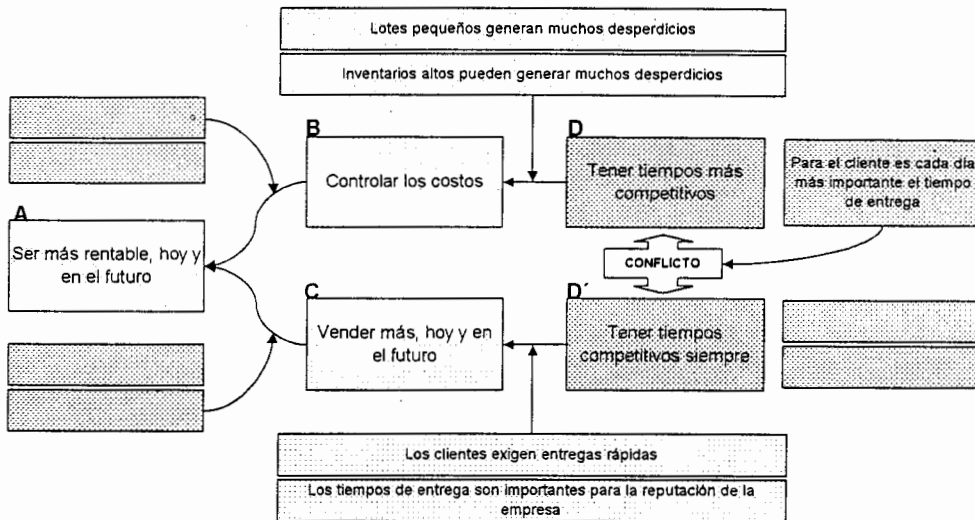 Lotes pequeños generan muchos desperdicios
Inventarios altos pueden generar muchos desperdicios
B
Controlar los costos
D
Tener tiempos más
competitivos
Para el cliente es cada día
más importante el tiempo
de entrega
A
Ser más rentable, hoy y
en el futuro
CONFLICTO
C
Vender más, hoy y en
el futuro
D´
Tener tiempos
competitivos siempre
Los clientes exigen entregas rápidas
Los tiempos de entrega son importantes para la reputación de la
empresa